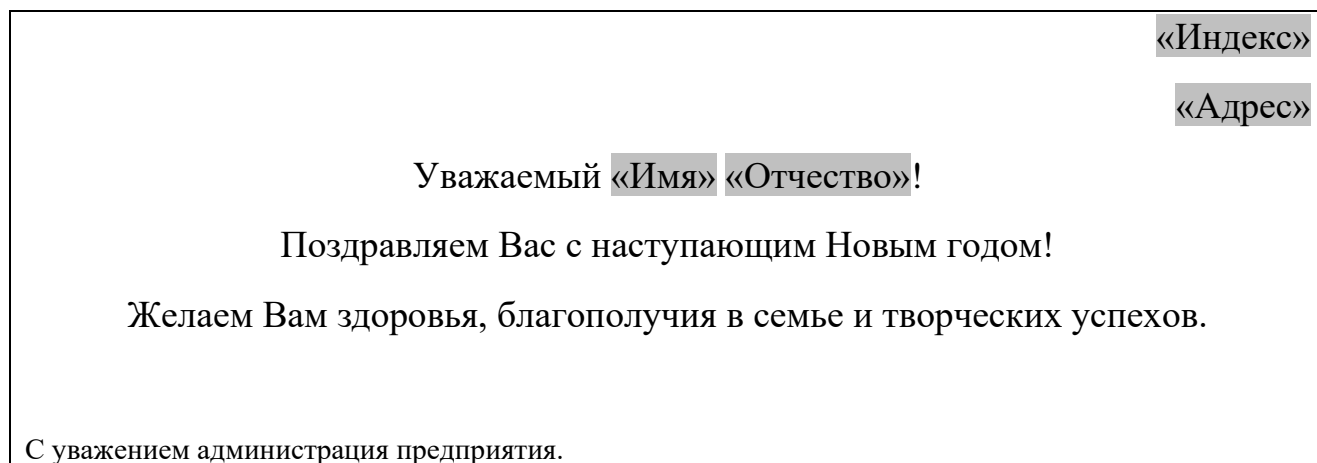 «Индекс»
«Адрес»
Уважаемый «Имя» «Отчество»!
Поздравляем Вас с наступающим Новым годом!
Желаем Вам здоровья, благополучия в семье и творческих успехов.
С уважением администрация предприятия.